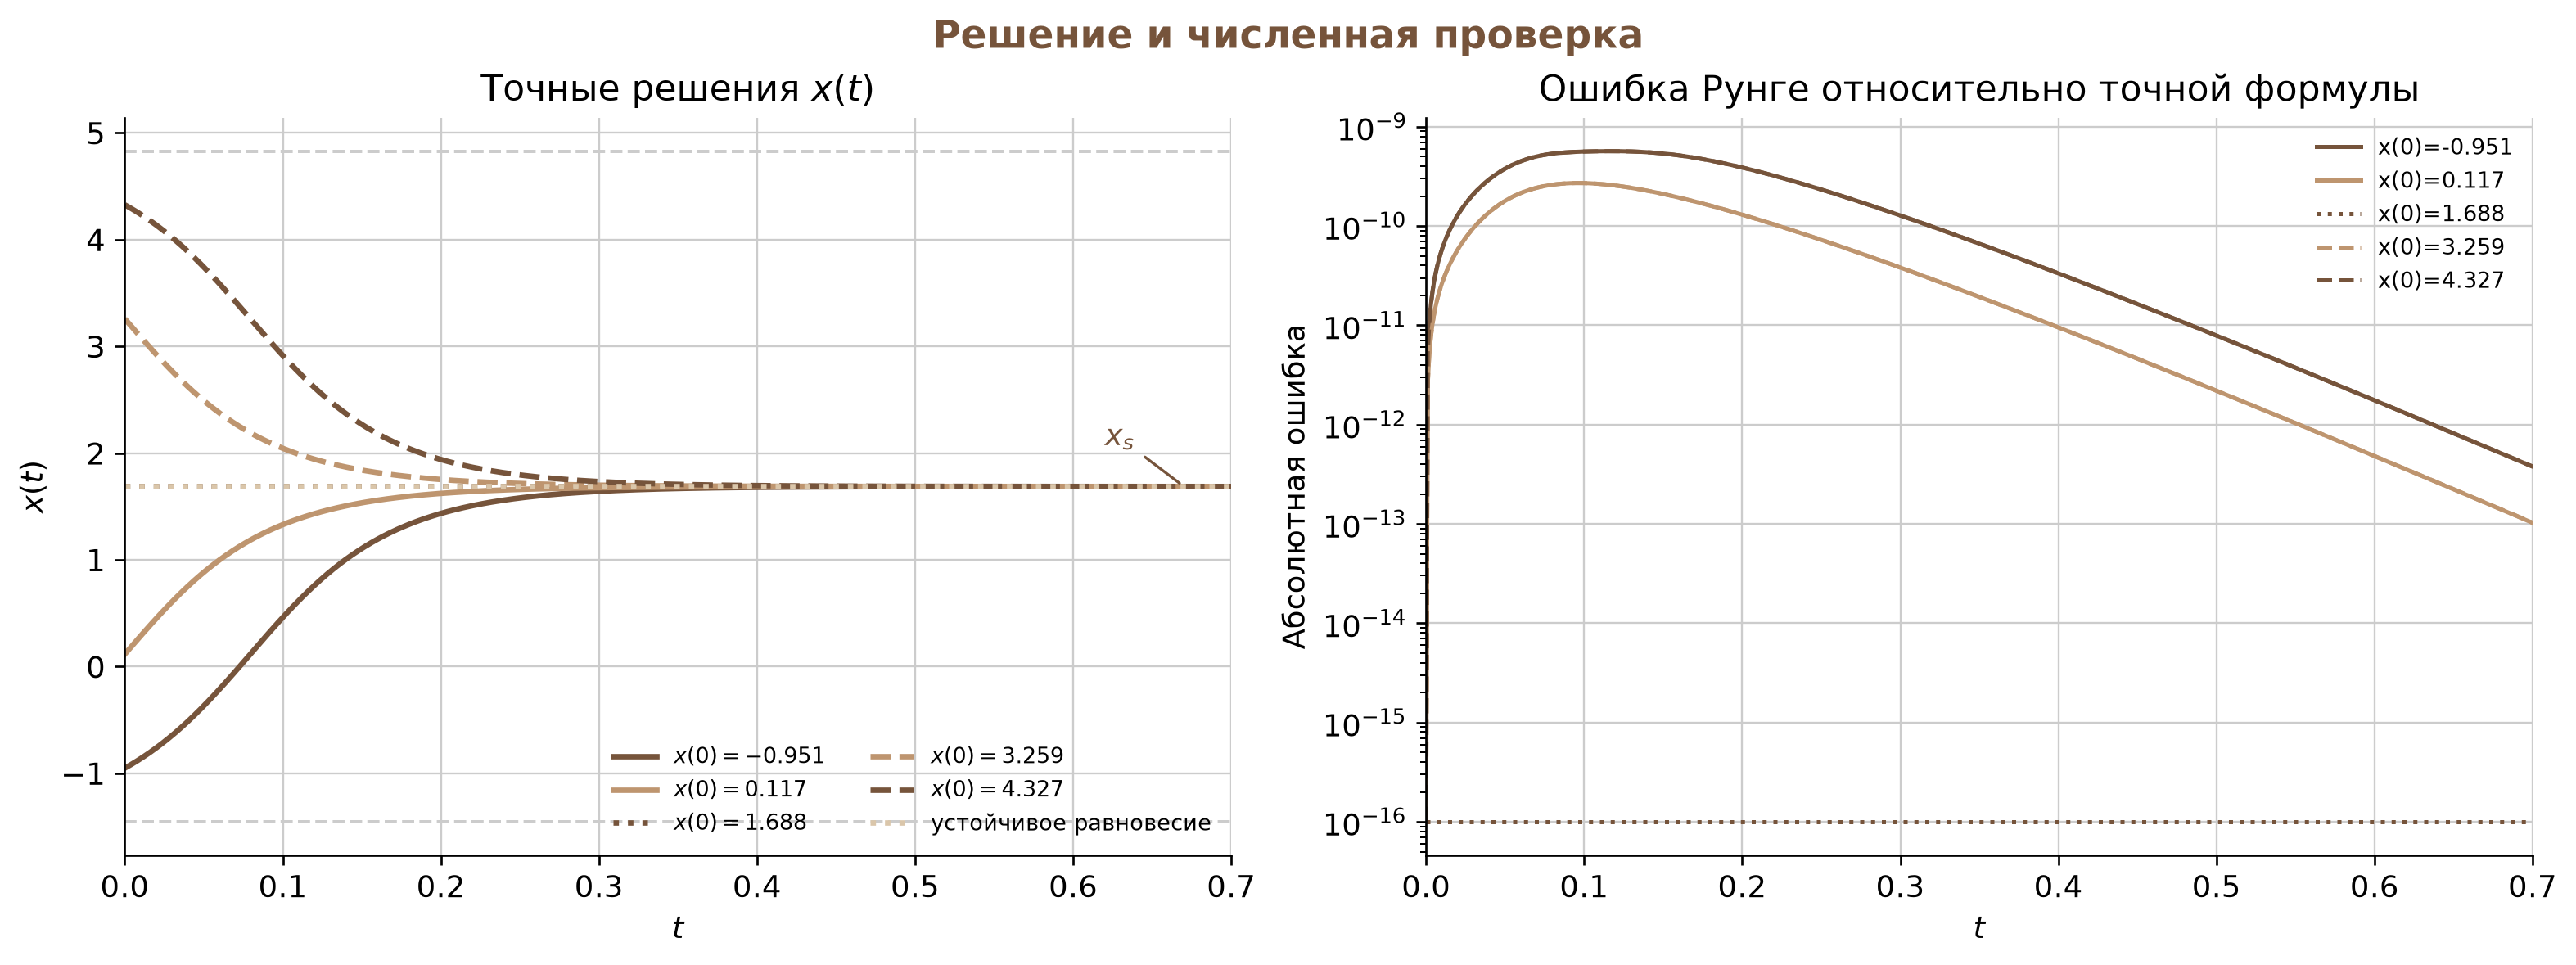 Решение и численная проверка
Точные решения x(t)
5
4
3
2
1
0
−1
x(t)
x_s
x(0) = −0.951
x(0) = 0.117
x(0) = 1.688
x(0) = 3.259
x(0) = 4.327
устойчивое равновесие
0.0 0.1 0.2 0.3 0.4 0.5 0.6 0.7
t
Ошибка Рунге относительно точной формулы
10⁻⁹
10⁻¹⁰
10⁻¹¹
10⁻¹²
10⁻¹³
10⁻¹⁴
10⁻¹⁵
10⁻¹⁶
Абсолютная ошибка
x(0)=-0.951
x(0)=0.117
x(0)=1.688
x(0)=3.259
x(0)=4.327
0.0 0.1 0.2 0.3 0.4 0.5 0.6 0.7
t